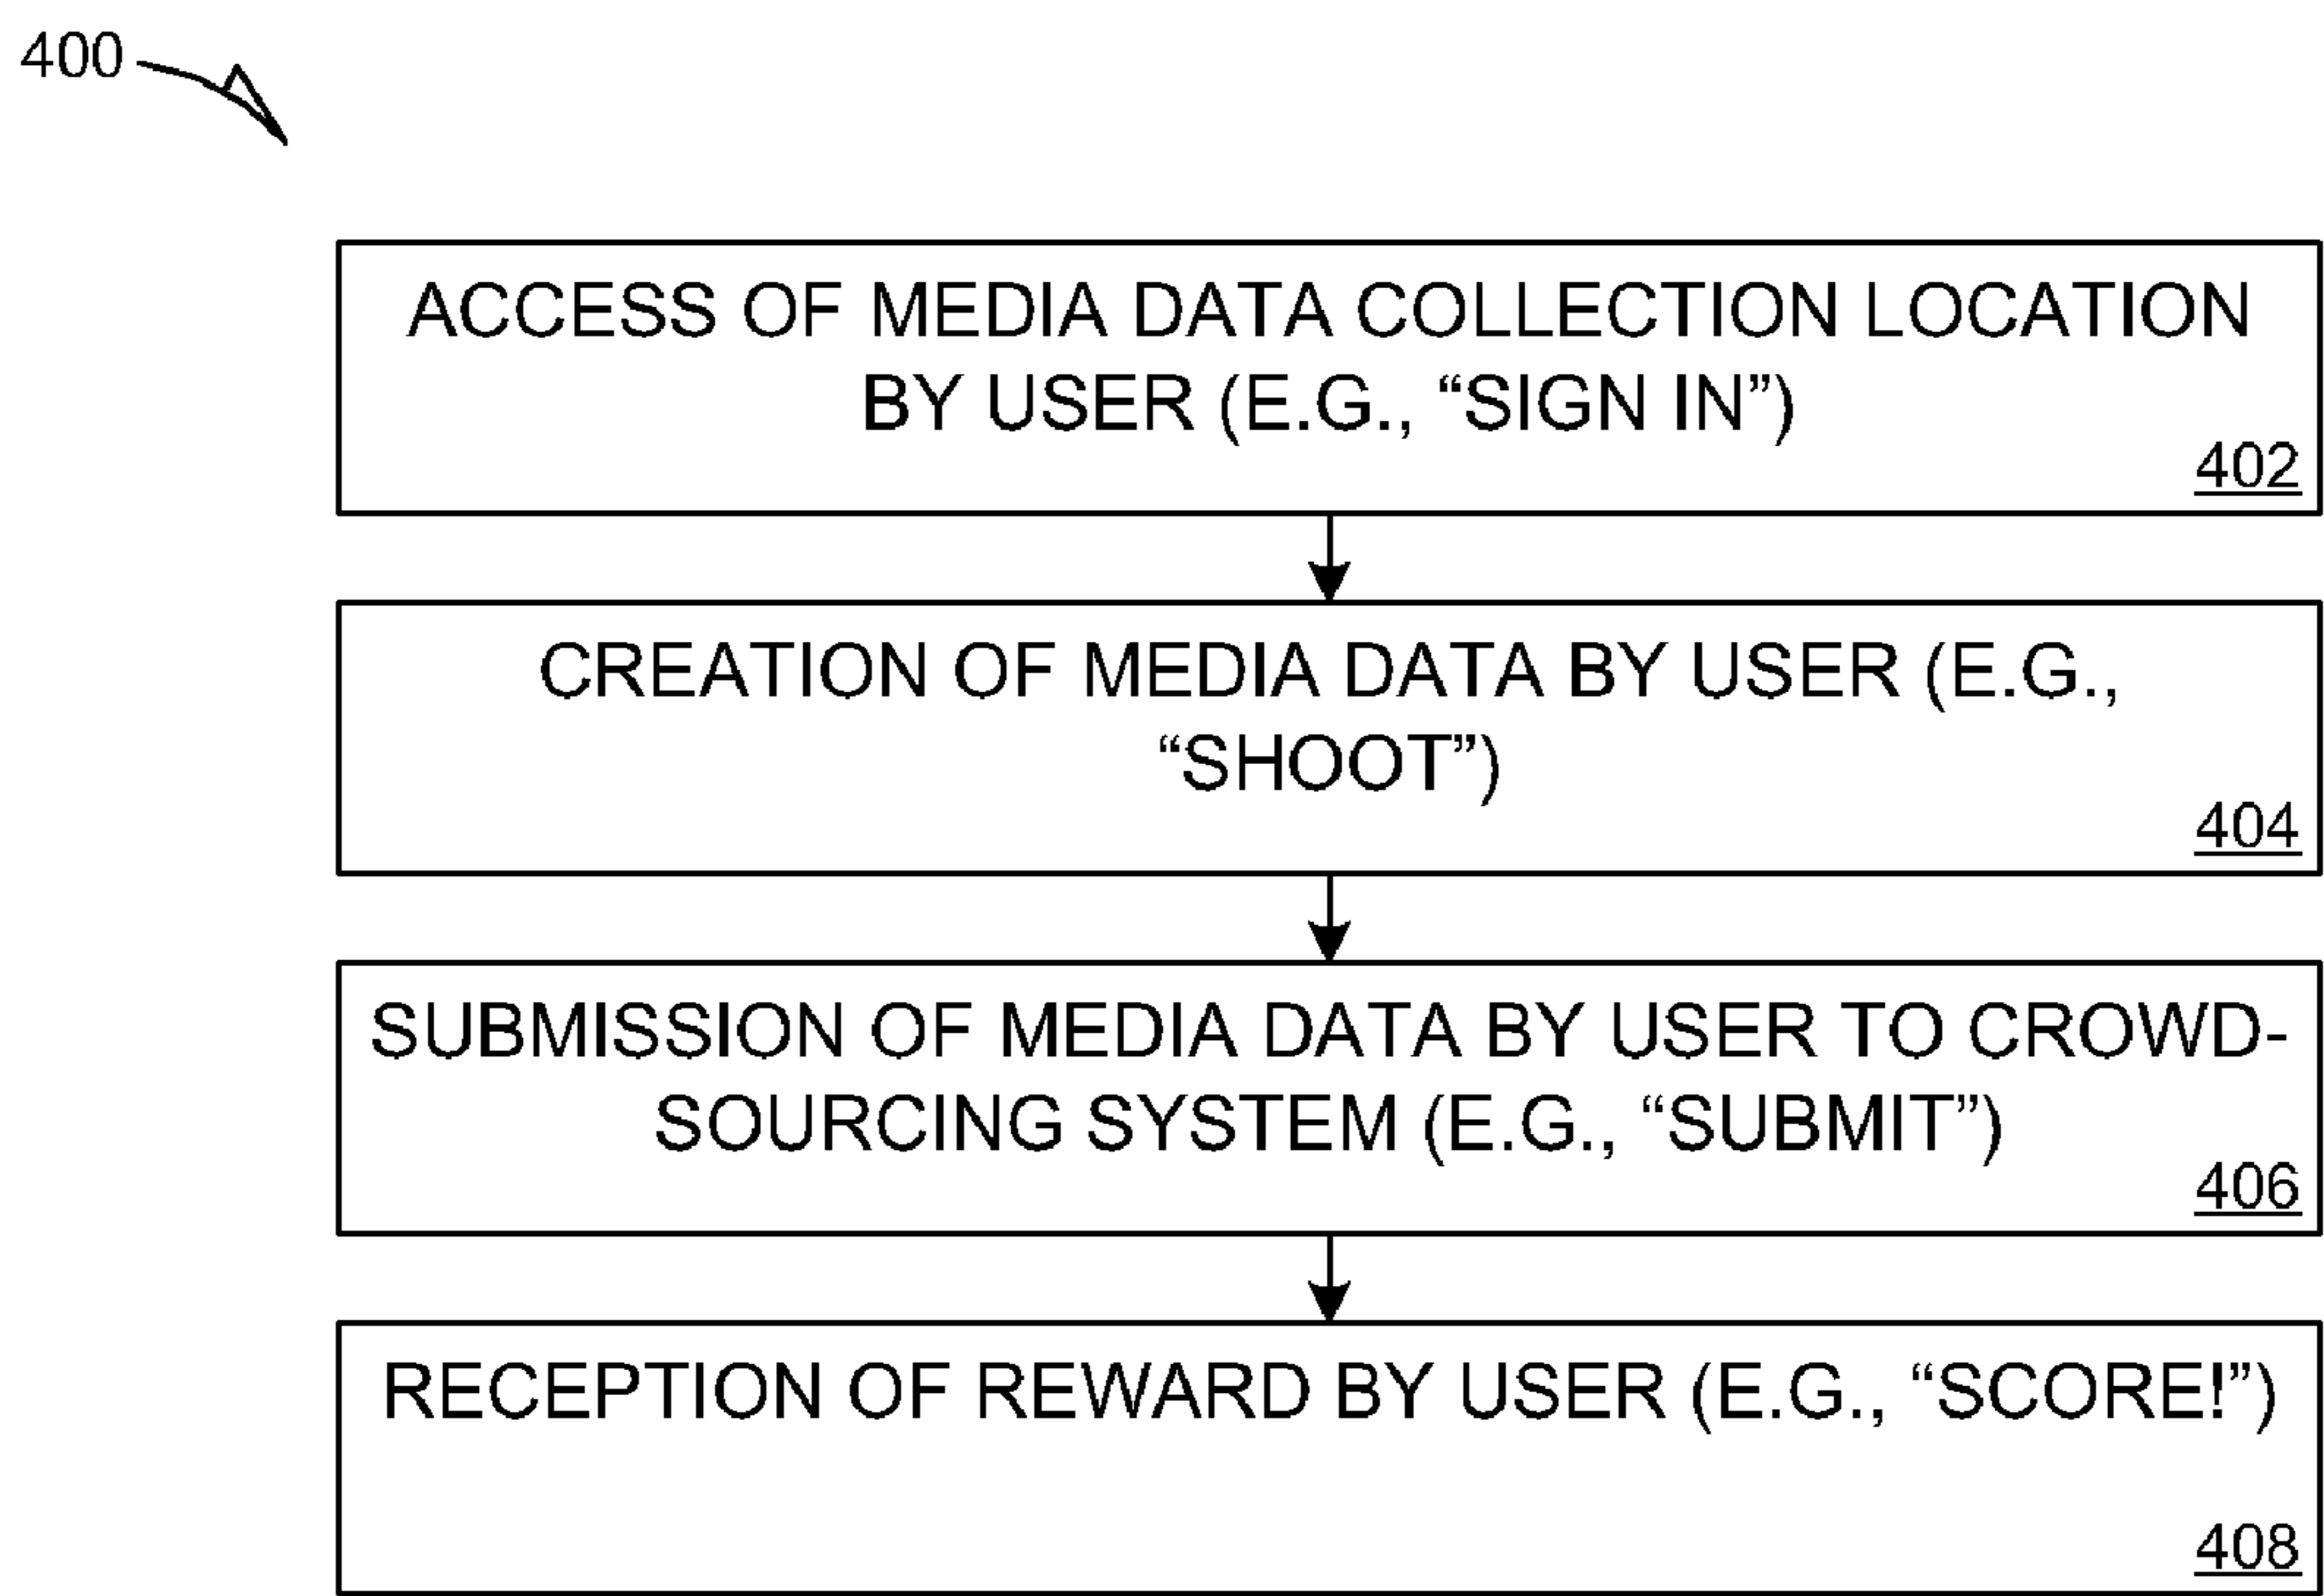 400
ACCESS OF MEDIA DATA COLLECTION LOCATION
BY USER (E.G., “SIGN IN”)
402
CREATION OF MEDIA DATA BY USER (E.G.,
“SHOOT”)
404
SUBMISSION OF MEDIA DATA BY USER TO CROWD-
SOURCING SYSTEM (E.G., “SUBMIT”)
406
RECEPTION OF REWARD BY USER (E.G., “SCORE!”)
408